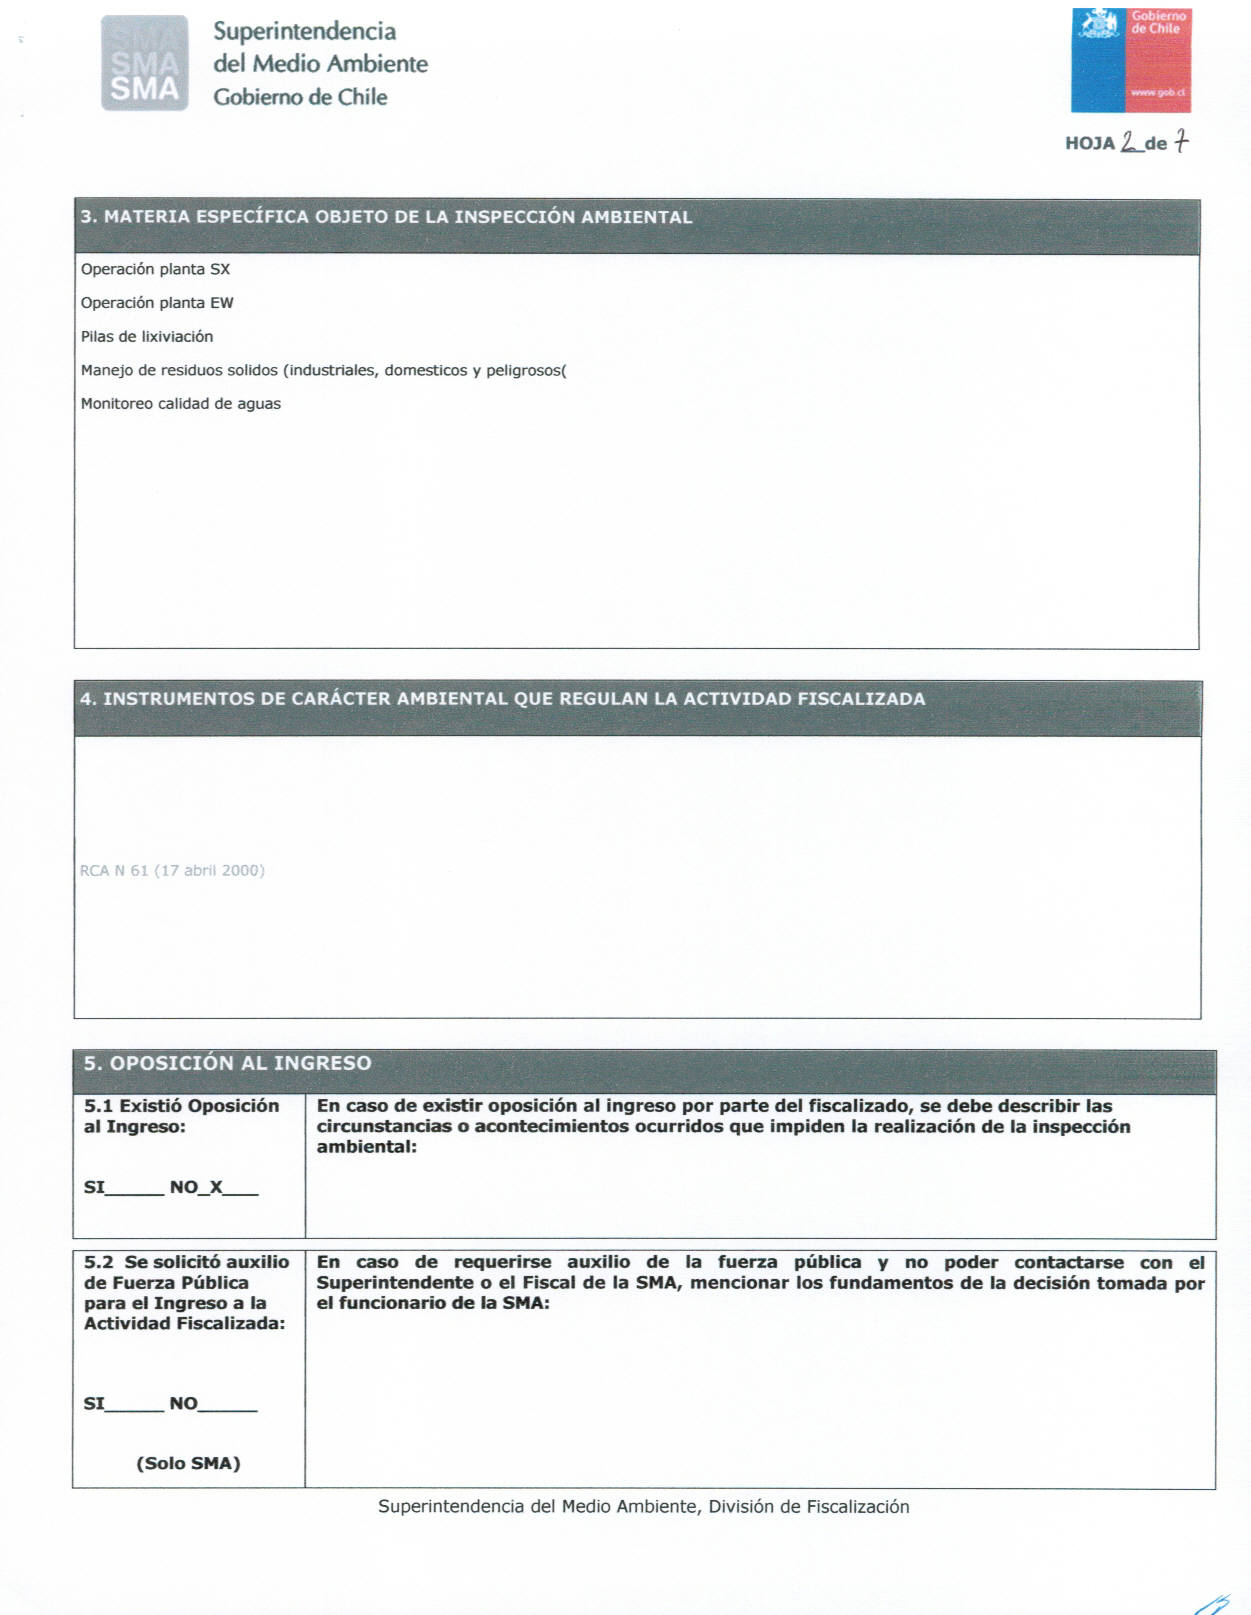 SMA
SMA
SMA
Superintendencia
del Medio Ambiente
Gobierno de Chile
Gobierno
de Chile
www.gob.cl
HOJA 2 de 7
3. MATERIA ESPECÍFICA OBJETO DE LA INSPECCIÓN AMBIENTAL
Operación planta SX
Operación planta EW
Pilas de lixiviación
Manejo de residuos solidos (industriales, domesticos y peligrosos(
Monitoreo calidad de aguas
4. INSTRUMENTOS DE CARÁCTER AMBIENTAL QUE REGULAN LA ACTIVIDAD FISCALIZADA
RCA N 61 (17 abril 2000)
5. OPOSICIÓN AL INGRESO
5.1 Existió Oposición
al Ingreso:
SI______ NO_X____
En caso de existir oposición al ingreso por parte del fiscalizado, se debe describir las
circunstancias o acontecimientos ocurridos que impiden la realización de la inspección
ambiental:
5.2 Se solicitó auxilio
de Fuerza Pública
para el Ingreso a la
Actividad Fiscalizada:
SI______ NO______
(Solo SMA)
En caso de requerirse auxilio de la fuerza pública y no poder contactarse con el
Superintendente o el Fiscal de la SMA, mencionar los fundamentos de la decisión tomada por
el funcionario de la SMA:
Superintendencia del Medio Ambiente, División de Fiscalización